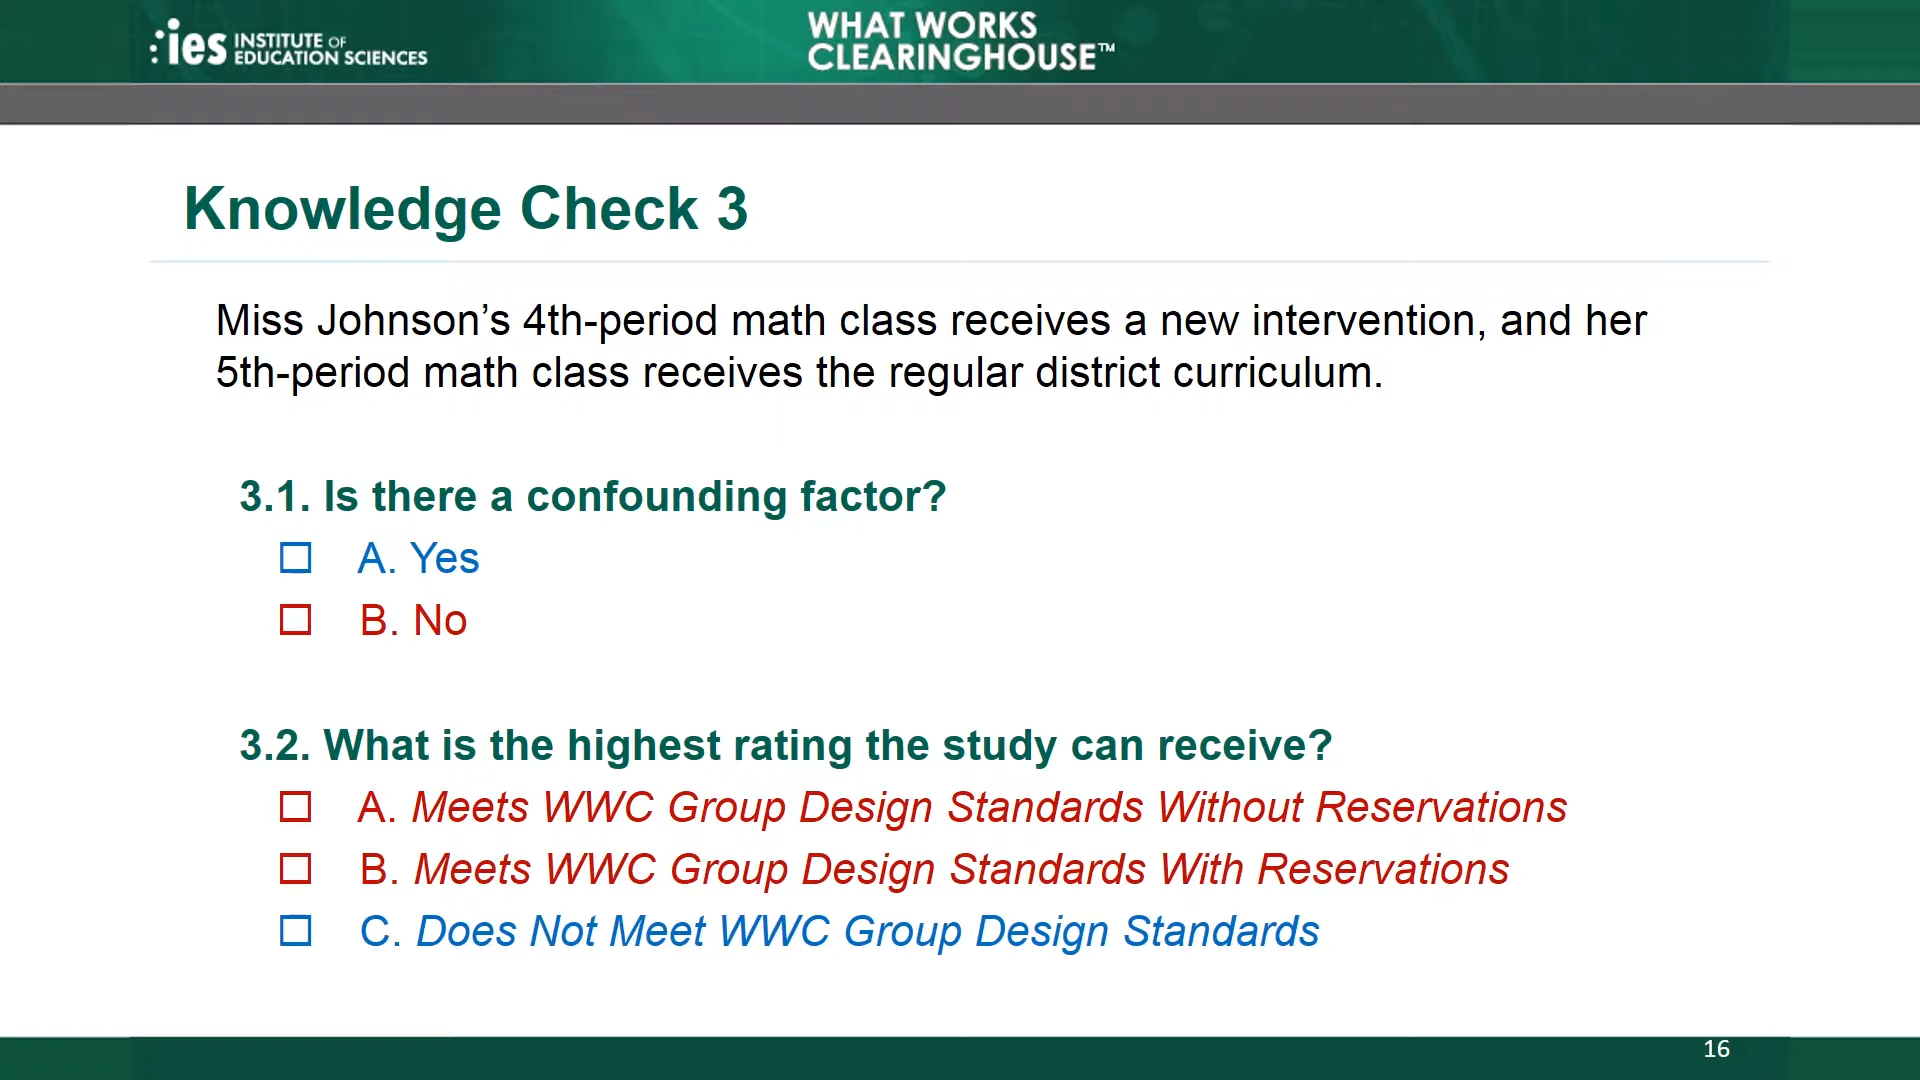 ies INSTITUTE OF
EDUCATION SCIENCES
WHAT WORKS
CLEARINGHOUSE™
Knowledge Check 3
Miss Johnson’s 4th-period math class receives a new intervention, and her
5th-period math class receives the regular district curriculum.
3.1. Is there a confounding factor?
☐ A. Yes
☐ B. No
3.2. What is the highest rating the study can receive?
☐ A. Meets WWC Group Design Standards Without Reservations
☐ B. Meets WWC Group Design Standards With Reservations
☐ C. Does Not Meet WWC Group Design Standards
16